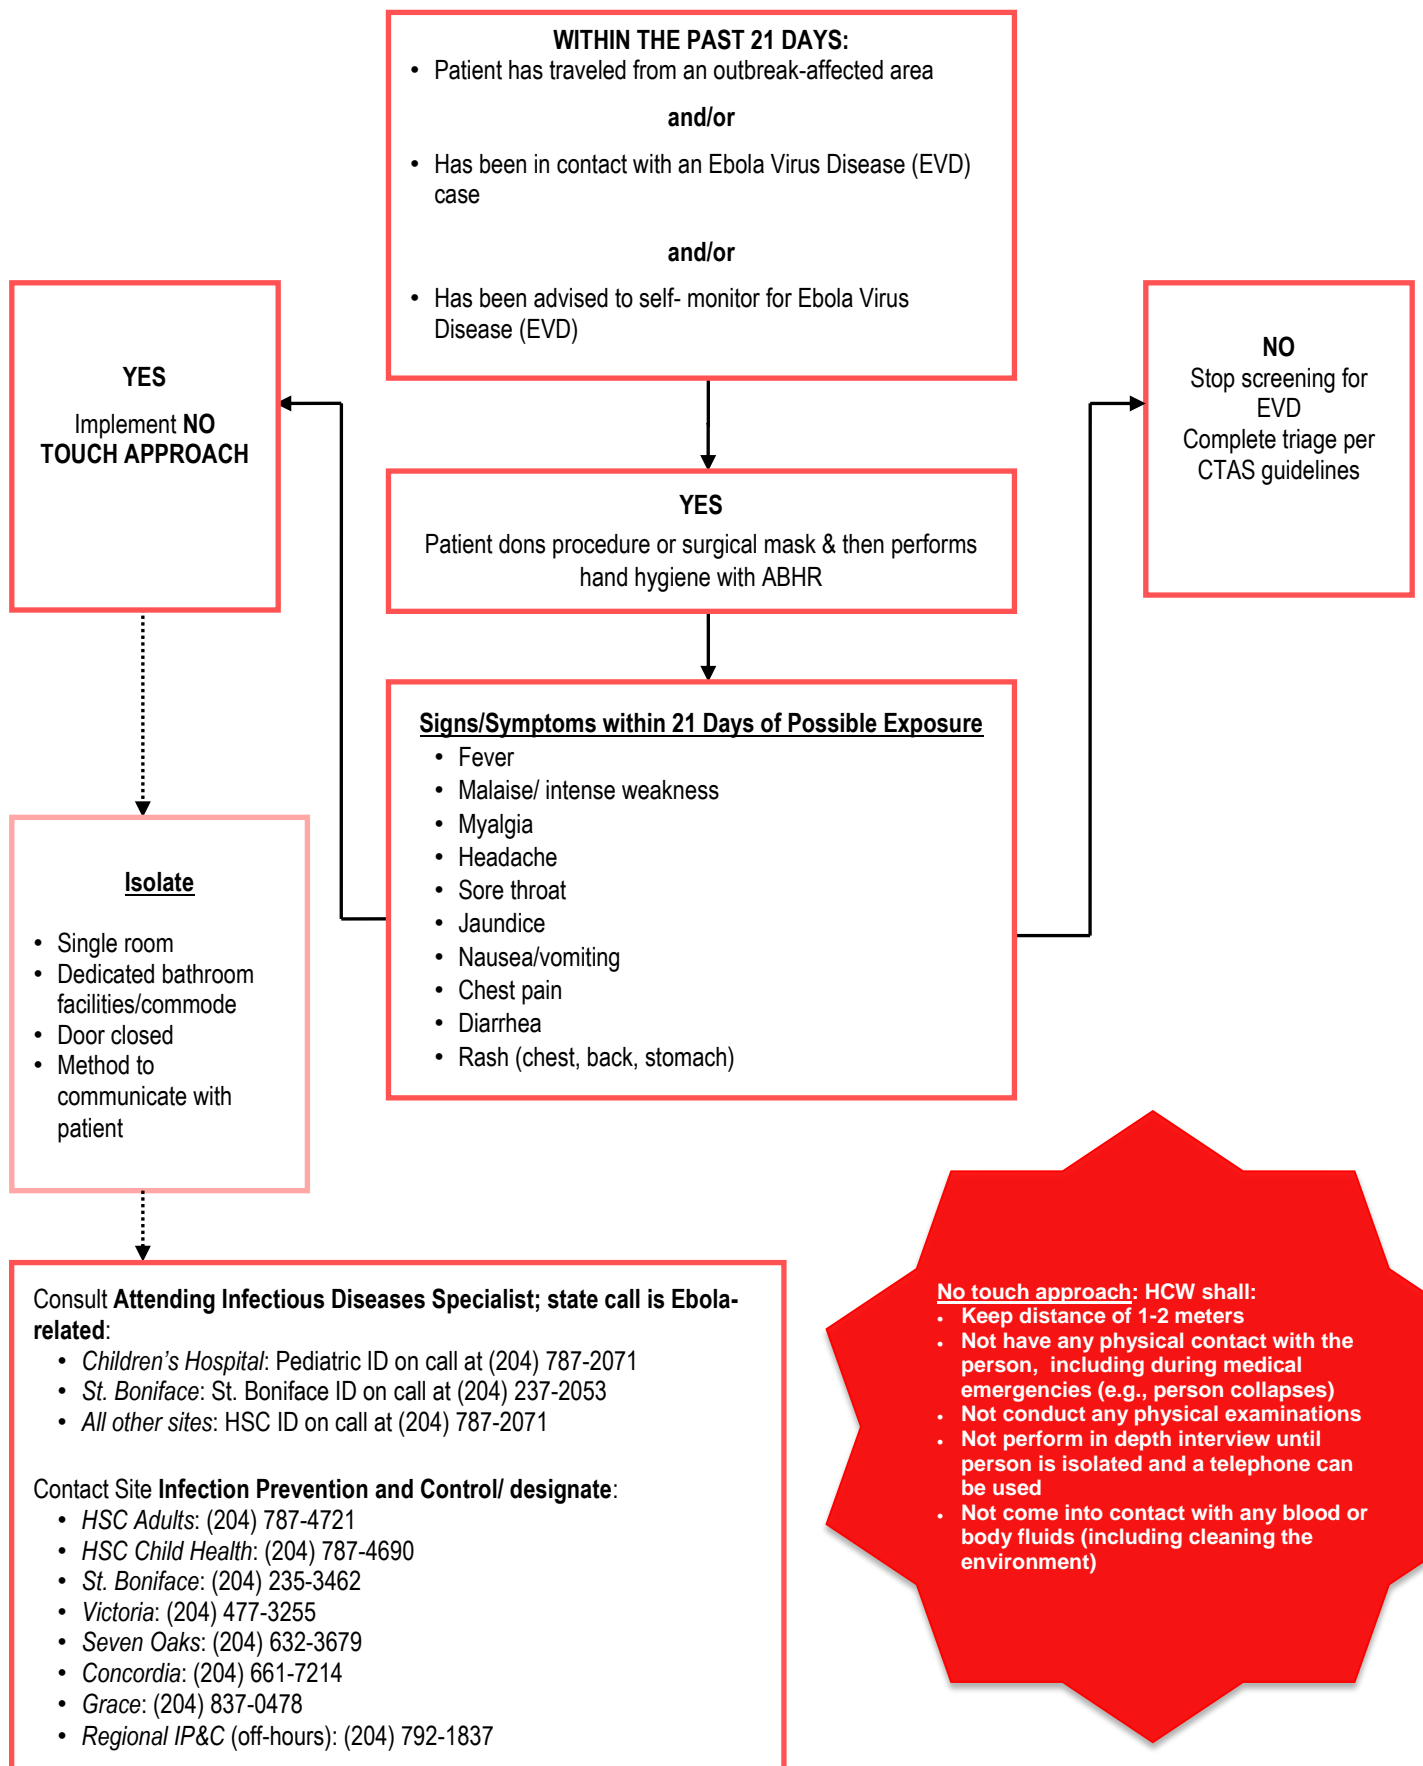 WITHIN THE PAST 21 DAYS:
• Patient has traveled from an outbreak-affected area
and/or
• Has been in contact with an Ebola Virus Disease (EVD)
case
and/or
• Has been advised to self- monitor for Ebola Virus
Disease (EVD)
YES
Implement NO
TOUCH APPROACH
NO
Stop screening for
EVD
Complete triage per
CTAS guidelines
YES
Patient dons procedure or surgical mask & then performs
hand hygiene with ABHR
Signs/Symptoms within 21 Days of Possible Exposure
• Fever
• Malaise/ intense weakness
• Myalgia
• Headache
• Sore throat
• Jaundice
• Nausea/vomiting
• Chest pain
• Diarrhea
• Rash (chest, back, stomach)
Isolate
• Single room
• Dedicated bathroom
facilities/commode
• Door closed
• Method to
communicate with
patient
Consult Attending Infectious Diseases Specialist; state call is Ebola-
related:
• Children's Hospital: Pediatric ID on call at (204) 787-2071
• St. Boniface: St. Boniface ID on call at (204) 237-2053
• All other sites: HSC ID on call at (204) 787-2071
Contact Site Infection Prevention and Control/ designate:
• HSC Adults: (204) 787-4721
• HSC Child Health: (204) 787-4690
• St. Boniface: (204) 235-3462
• Victoria: (204) 477-3255
• Seven Oaks: (204) 632-3679
• Concordia: (204) 661-7214
• Grace: (204) 837-0478
• Regional IP&C (off-hours): (204) 792-1837
No touch approach: HCW shall:
• Keep distance of 1-2 meters
• Not have any physical contact with the
person, including during medical
emergencies (e.g., person collapses)
• Not conduct any physical examinations
• Not perform in depth interview until
person is isolated and a telephone can
be used
• Not come into contact with any blood or
body fluids (including cleaning the
environment)